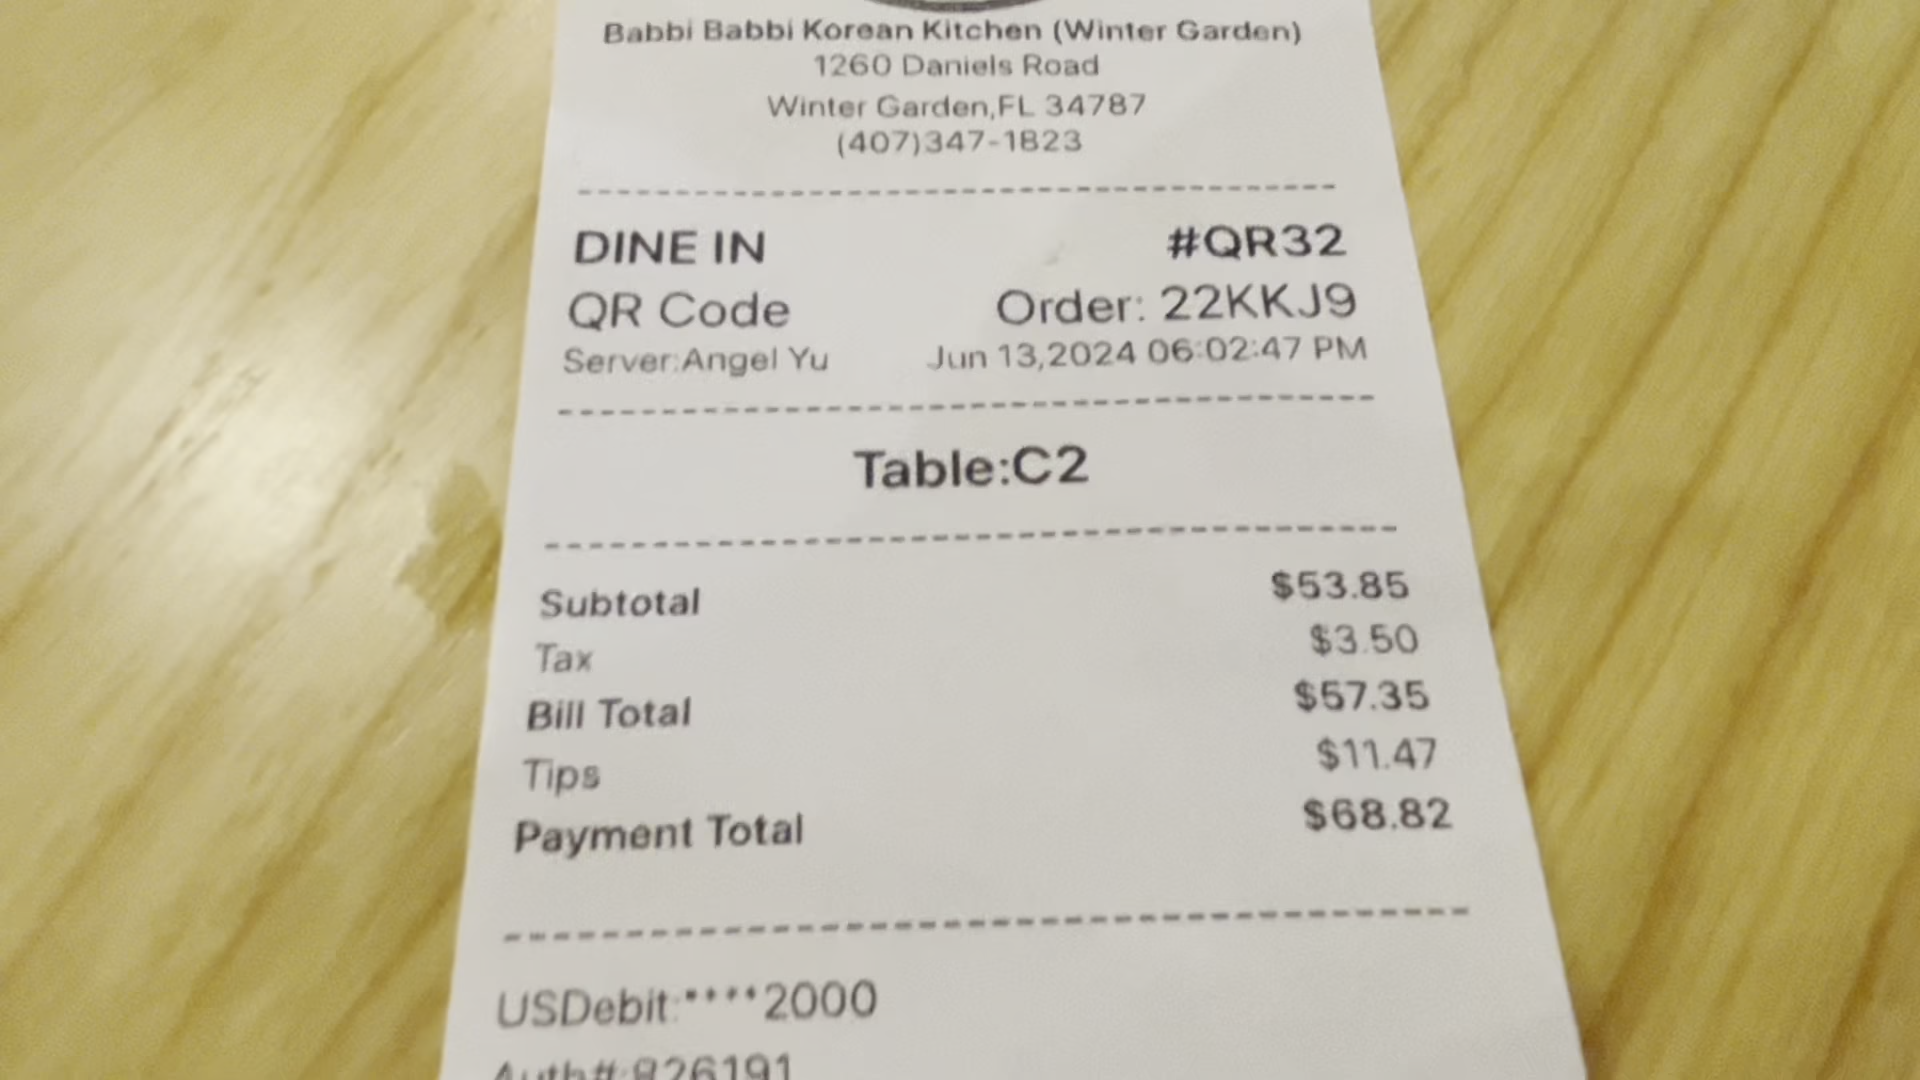 Babbi Babbi Korean Kitchen (Winter Garden)
1260 Daniels Road
Winter Garden,FL 34787
(407)347-1823
DINE IN #QR32
QR Code Order: 22KKJ9
Server:Angel Yu Jun 13,2024 06:02:47 PM
Table:C2
Subtotal $53.85
Tax $3.50
Bill Total $57.35
Tips $11.47
Payment Total $68.82
USDebit:****2000
Auth#:826191